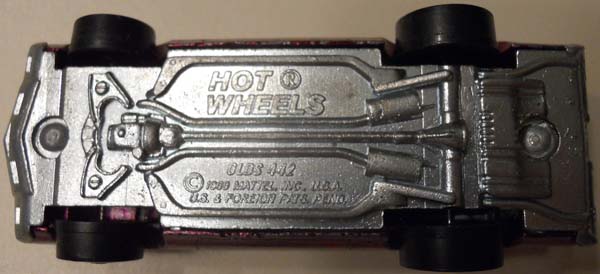 HOT ®
WHEELS
OLDS 442
© 1969 MATTEL, INC., U.S.A.
U.S. & FOREIGN PATS. PEND.